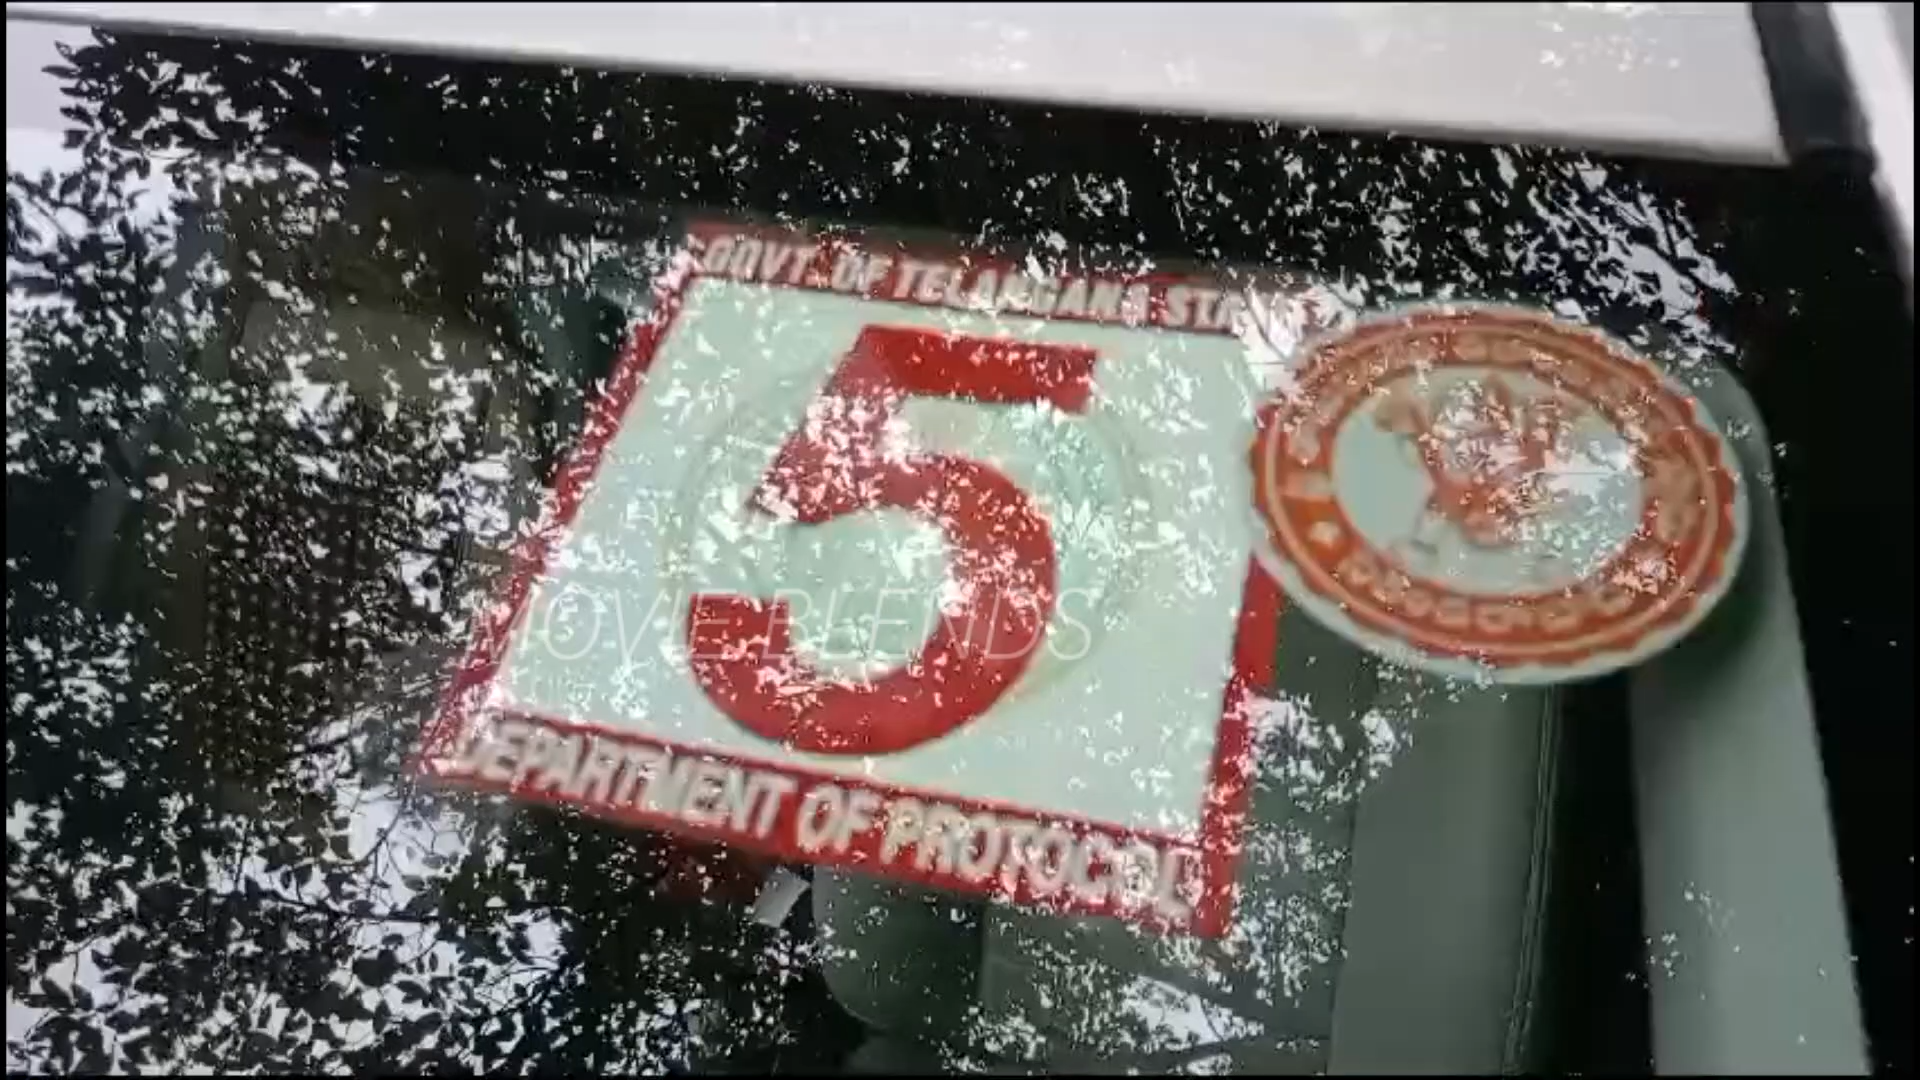 GOVT. OF TELANGANA STATE
5
MOVIE BLENDS
DEPARTMENT OF PROTOCOL